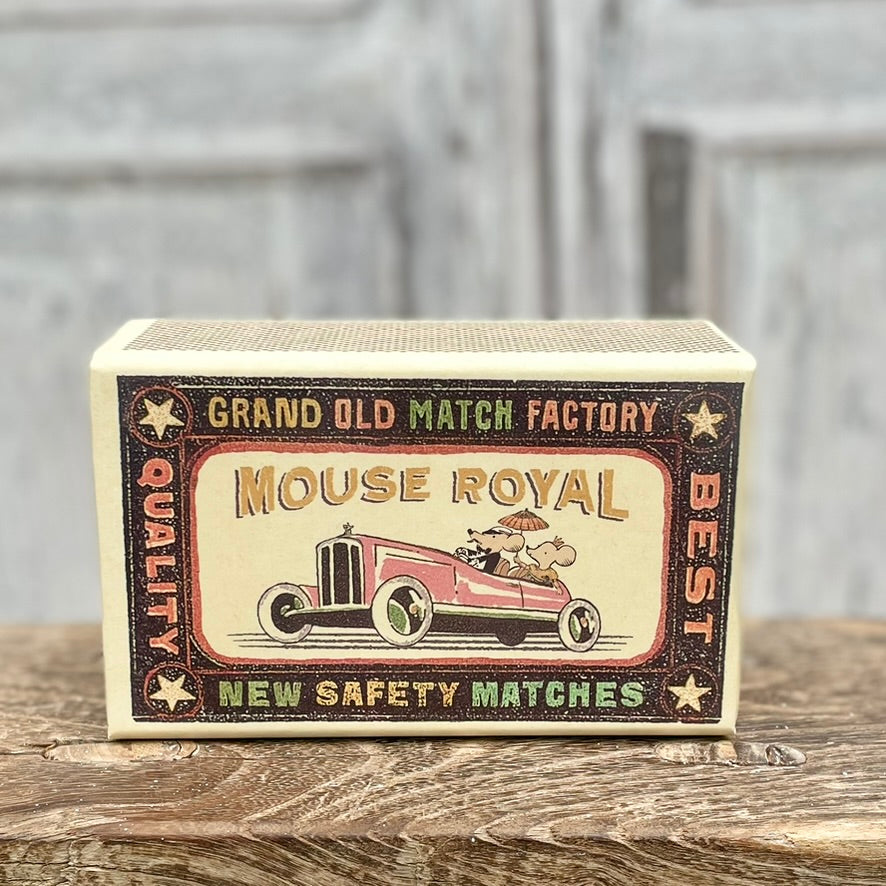 GRAND OLD MATCH FACTORY
QUALITY
MOUSE ROYAL
BEST
NEW SAFETY MATCHES